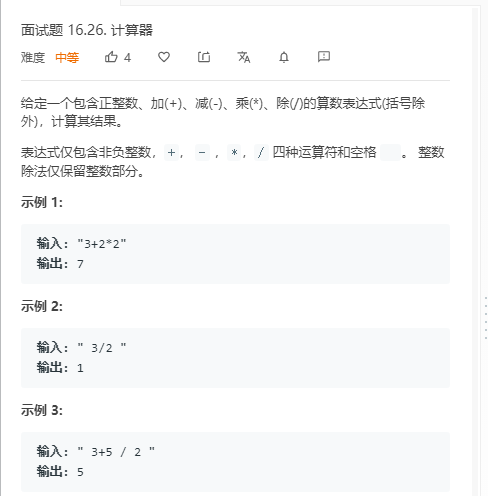 面试题 16.26. 计算器
难度 中等 4
给定一个包含正整数、加(+)、减(-)、乘(*)、除(/)的算数表达式(括号除
外)，计算其结果。
表达式仅包含非负整数，+， - ，*，/ 四种运算符和空格 。 整数
除法仅保留整数部分。
示例 1:
输入: "3+2*2"
输出: 7
示例 2:
输入: " 3/2 "
输出: 1
示例 3:
输入: " 3+5 / 2 "
输出: 5